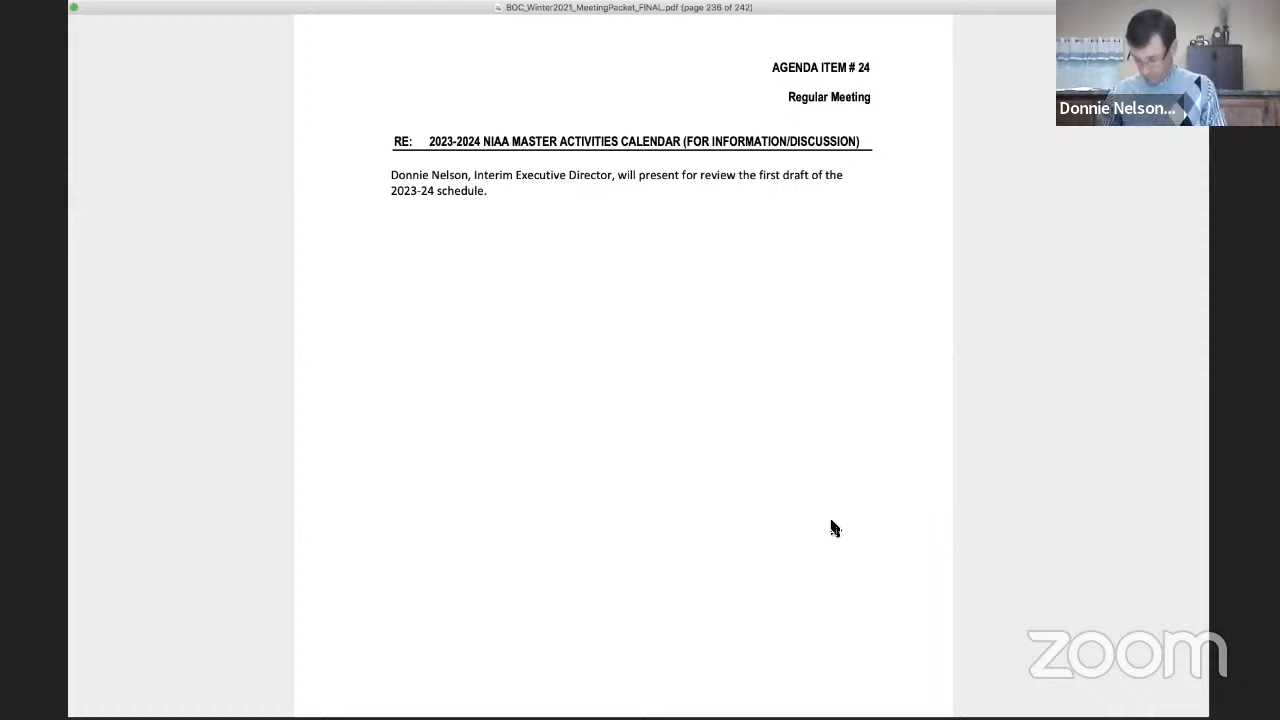 BOC_Winter2021_MeetingPacket_FINAL.pdf (page 236 of 242)
Donnie Nelson...
AGENDA ITEM # 24
Regular Meeting
RE: 2023-2024 NIAA MASTER ACTIVITIES CALENDAR (FOR INFORMATION/DISCUSSION)
Donnie Nelson, Interim Executive Director, will present for review the first draft of the
2023-24 schedule.
zoom